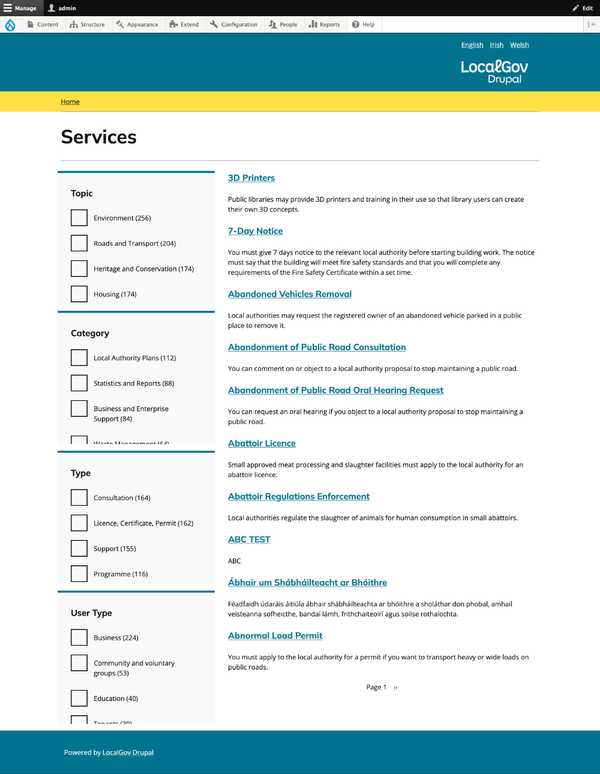 Manage
admin
Edit
Content
Structure
Appearance
Extend
Configuration
People
Reports
Help
English Irish Welsh
LocalGov
Drupal
Home
Services
Topic
Environment (256)
Roads and Transport (204)
Heritage and Conservation (174)
Housing (174)
Category
Local Authority Plans (112)
Statistics and Reports (88)
Business and Enterprise
Support (84)
Type
Consultation (164)
Licence, Certificate, Permit (162)
Support (155)
Programme (116)
User Type
Business (224)
Community and voluntary
groups (53)
Education (40)
3D Printers
Public libraries may provide 3D printers and training in their use so that library users can create
their own 3D concepts.
7-Day Notice
You must give 7 days notice to the relevant local authority before starting building work. The notice
must say that the building will meet fire safety standards and that you will complete any
requirements of the Fire Safety Certificate within a set time.
Abandoned Vehicles Removal
Local authorities may request the registered owner of an abandoned vehicle parked in a public
place to remove it.
Abandonment of Public Road Consultation
You can comment on or object to a local authority proposal to stop maintaining a public road.
Abandonment of Public Road Oral Hearing Request
You can request an oral hearing if you object to a local authority proposal to stop maintaining a
public road.
Abattoir Licence
Small approved meat processing and slaughter facilities must apply to the local authority for an
abattoir licence.
Abattoir Regulations Enforcement
Local authorities regulate the slaughter of animals for human consumption in small abattoirs.
ABC TEST
ABC
Ábhair um Shábháilteacht ar Bhóithre
Féadfaidh údaráis áitiúla ábhair shábháilteachta ar bhóithre a sholáthar don phobal, amhail
veisteanna sofheicthe, bandaí lámh, frithchaiteoirí agus soilse rothaíochta.
Abnormal Load Permit
You must apply to the local authority for a permit if you want to transport heavy or wide loads on
public roads.
Page 1 ››
Powered by LocalGov Drupal